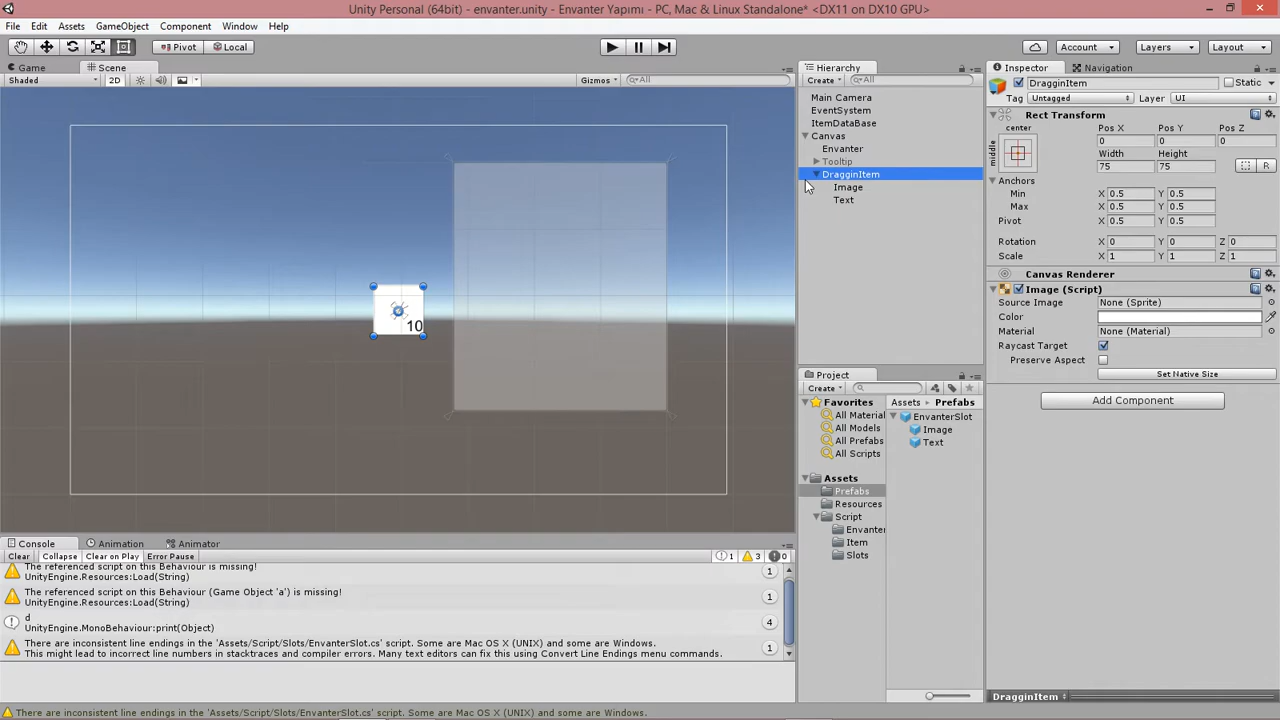 Unity Personal (64bit) - envanter.unity - Envanter Yapımı - PC, Mac & Linux Standalone* <DX11 on DX10 GPU>
File Edit Assets GameObject Component Window Help
Pivot Local Account Layers Layout
Game Scene
Shaded 2D Gizmos All
Hierarchy
Create All
Main Camera
EventSystem
ItemDataBase
Canvas
Envanter
Tooltip
DragginItem
Image
Text
10
Inspector Navigation
DragginItem Static
Tag Untagged Layer UI
Rect Transform
center Pos X Pos Y Pos Z
middle 0 0 0
Width Height
75 75 R
Anchors
Min X 0.5 Y 0.5
Max X 0.5 Y 0.5
Pivot X 0.5 Y 0.5
Rotation X 0 Y 0 Z 0
Scale X 1 Y 1 Z 1
Canvas Renderer
Image (Script)
Source Image None (Sprite)
Color
Material None (Material)
Raycast Target
Preserve Aspect
Set Native Size
Add Component
Project
Create
Favorites
All Material
All Models
All Prefabs
All Scripts
Assets
Prefabs
Resources
Script
Envanter
Item
Slots
Assets Prefabs
EnvanterSlot
Image
Text
Console Animation Animator
Clear Collapse Clear on Play Error Pause 1 3 0
The referenced script on this Behaviour is missing!
UnityEngine.Resources:Load(String) 1
The referenced script on this Behaviour (Game Object 'a') is missing!
UnityEngine.Resources:Load(String) 1
d
UnityEngine.MonoBehaviour:print(Object) 4
There are inconsistent line endings in the 'Assets/Script/Slots/EnvanterSlot.cs' script. Some are Mac OS X (UNIX) and some are Windows.
This might lead to incorrect line numbers in stacktraces and compiler errors. Many text editors can fix this using Convert Line Endings menu commands. 1
There are inconsistent line endings in the 'Assets/Script/Slots/EnvanterSlot.cs' script. Some are Mac OS X (UNIX) and some are Windows.
DragginItem